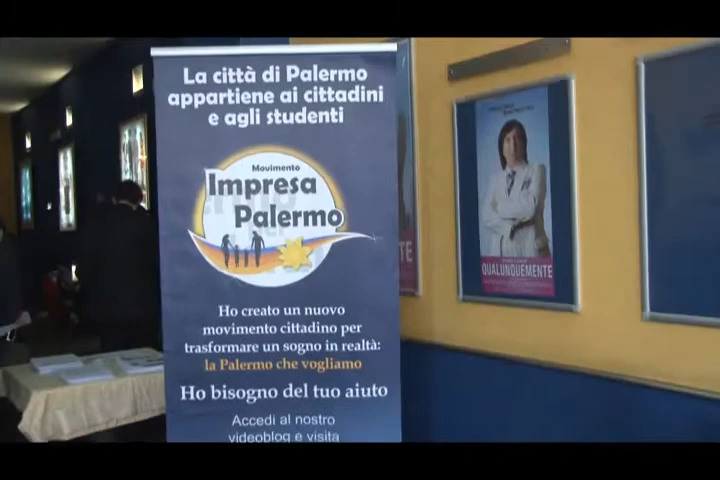 La città di Palermo
appartiene ai cittadini
e agli studenti
Movimento
Impresa
Palermo
Ho creato un nuovo
movimento cittadino per
trasformare un sogno in realtà:
la Palermo che vogliamo
Ho bisogno del tuo aiuto
Accedi al nostro
videoblog e visita
QUALUNQUEMENTE
TE